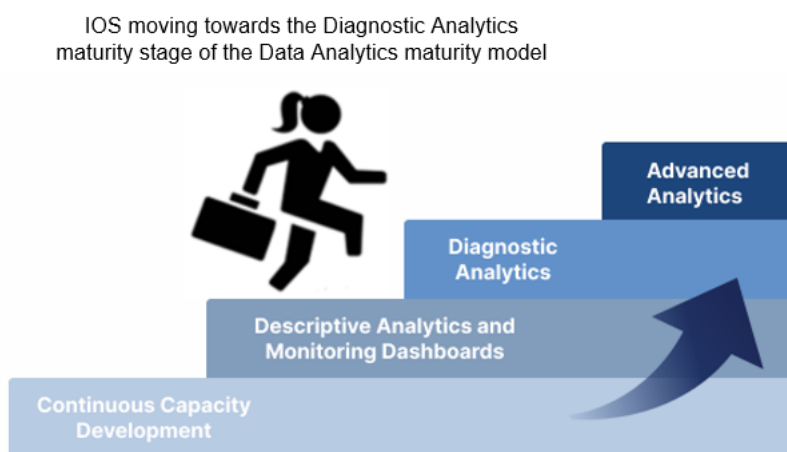 IOS moving towards the Diagnostic Analytics
maturity stage of the Data Analytics maturity model
Advanced
Analytics
Diagnostic
Analytics
Descriptive Analytics and
Monitoring Dashboards
Continuous Capacity
Development